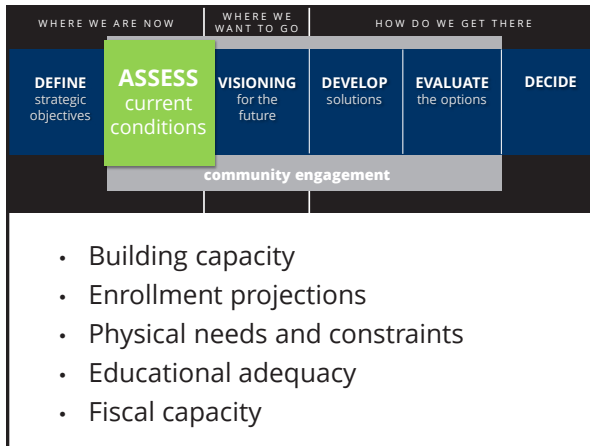 WHERE WE ARE NOW
WHERE WE
WANT TO GO
HOW DO WE GET THERE
DEFINE
strategic
objectives
ASSESS
current
conditions
VISIONING
for the
future
DEVELOP
solutions
EVALUATE
the options
DECIDE
community engagement
• Building capacity
• Enrollment projections
• Physical needs and constraints
• Educational adequacy
• Fiscal capacity